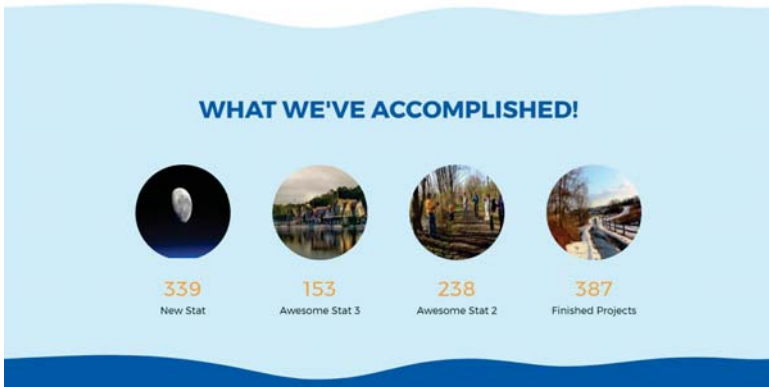 WHAT WE'VE ACCOMPLISHED!
339
New Stat
153
Awesome Stat 3
238
Awesome Stat 2
387
Finished Projects